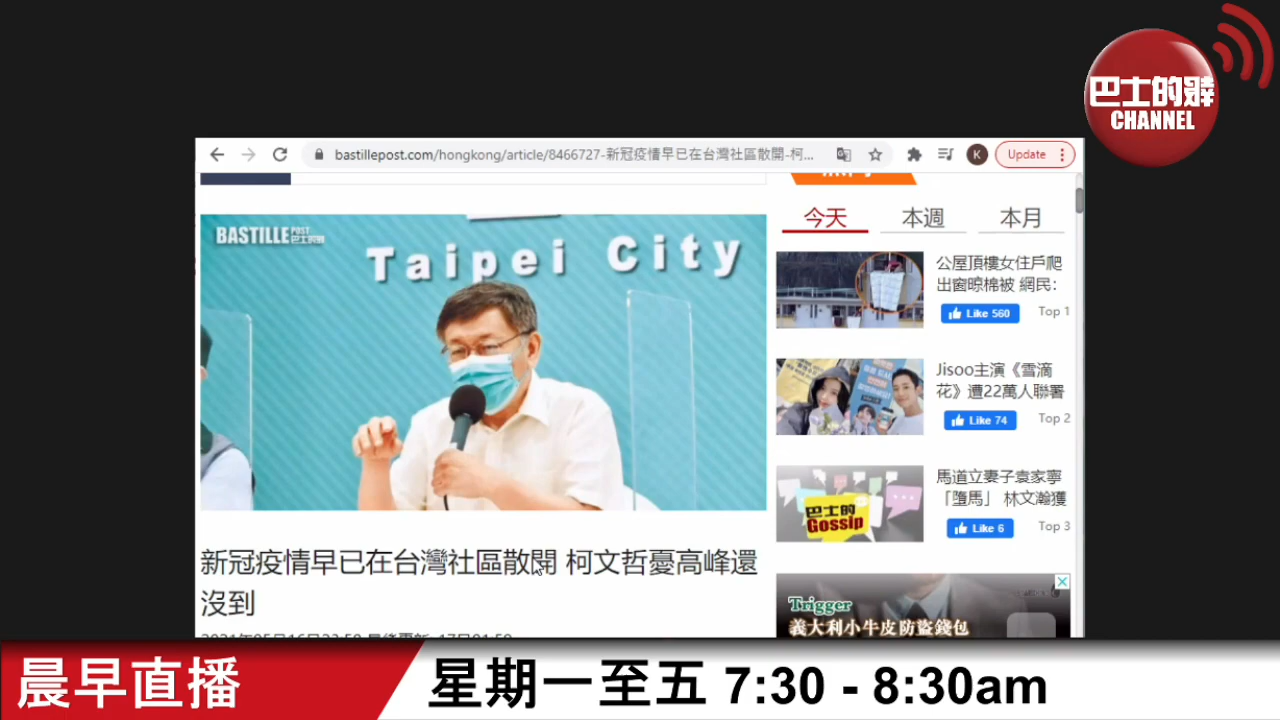 巴士的報
CHANNEL
bastillepost.com/hongkong/article/8466727-新冠疫情早已在台灣社區散開-柯...
K
Update
今天
本週
本月
BASTILLE POST
巴士的報
Taipei City
公屋頂樓女住戶爬
出窗晾棉被 網民：
Like 560
Top 1
Jisoo主演《雪滴
花》遭22萬人聯署
Like 74
Top 2
馬道立妻子袁家寧
「墮馬」 林文瀚獲
Like 6
Top 3
巴士的
Gossip
新冠疫情早已在台灣社區散開 柯文哲憂高峰還
沒到
Trigger
義大利小牛皮防盜錢包
晨早直播
星期一至五 7:30 - 8:30am